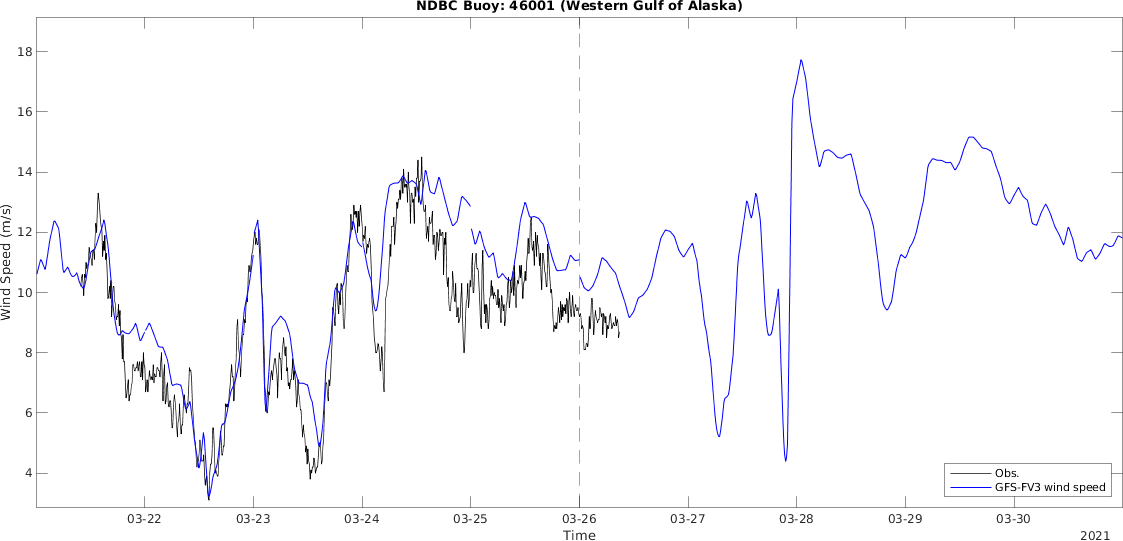 NDBC Buoy: 46001 (Western Gulf of Alaska)
Wind Speed (m/s)
18
16
14
12
10
8
6
4
Obs.
GFS-FV3 wind speed
03-22 03-23 03-24 03-25 03-26 03-27 03-28 03-29 03-30
Time
2021